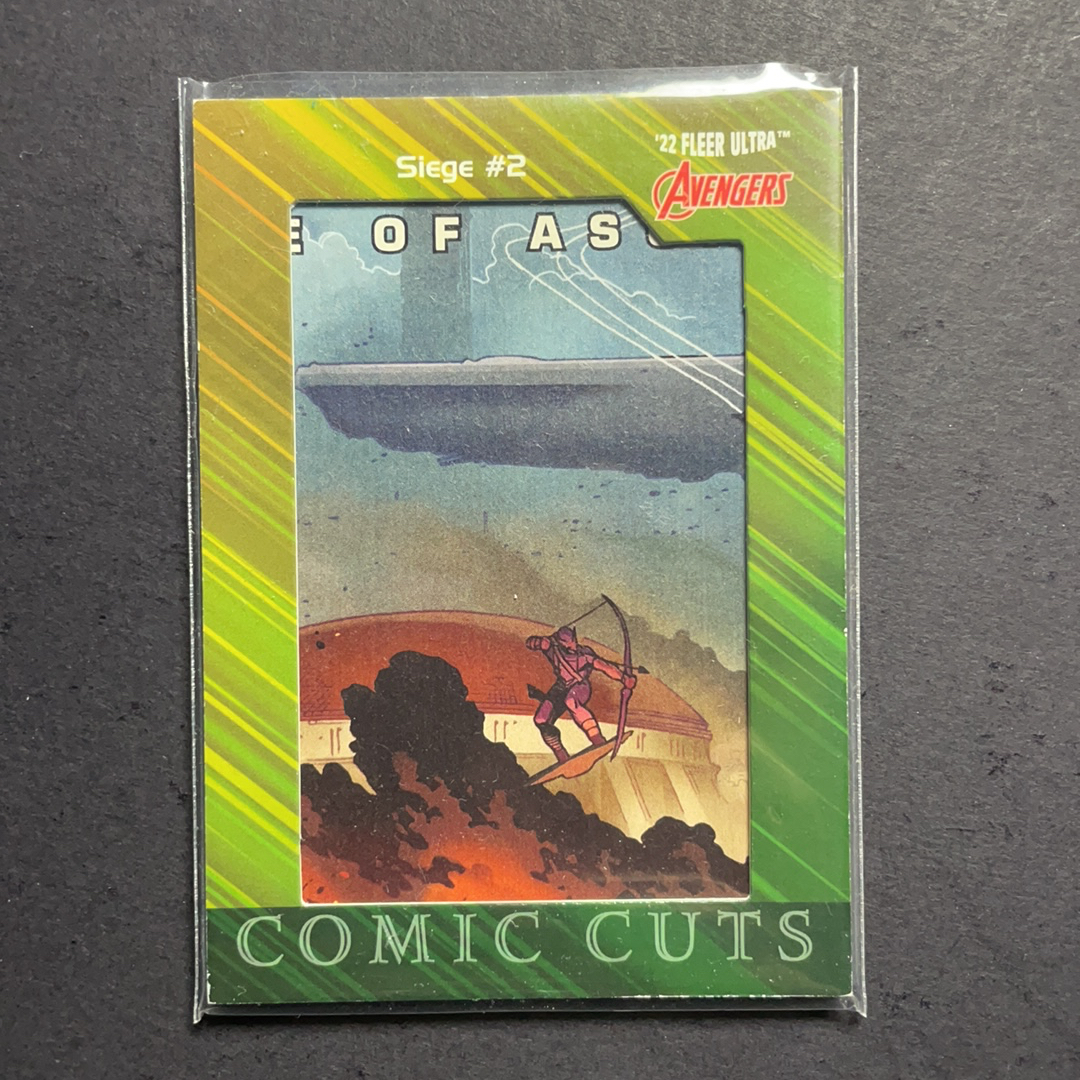 '22 FLEER ULTRA™
AVENGERS
Siege #2
E OF AS
COMIC CUTS